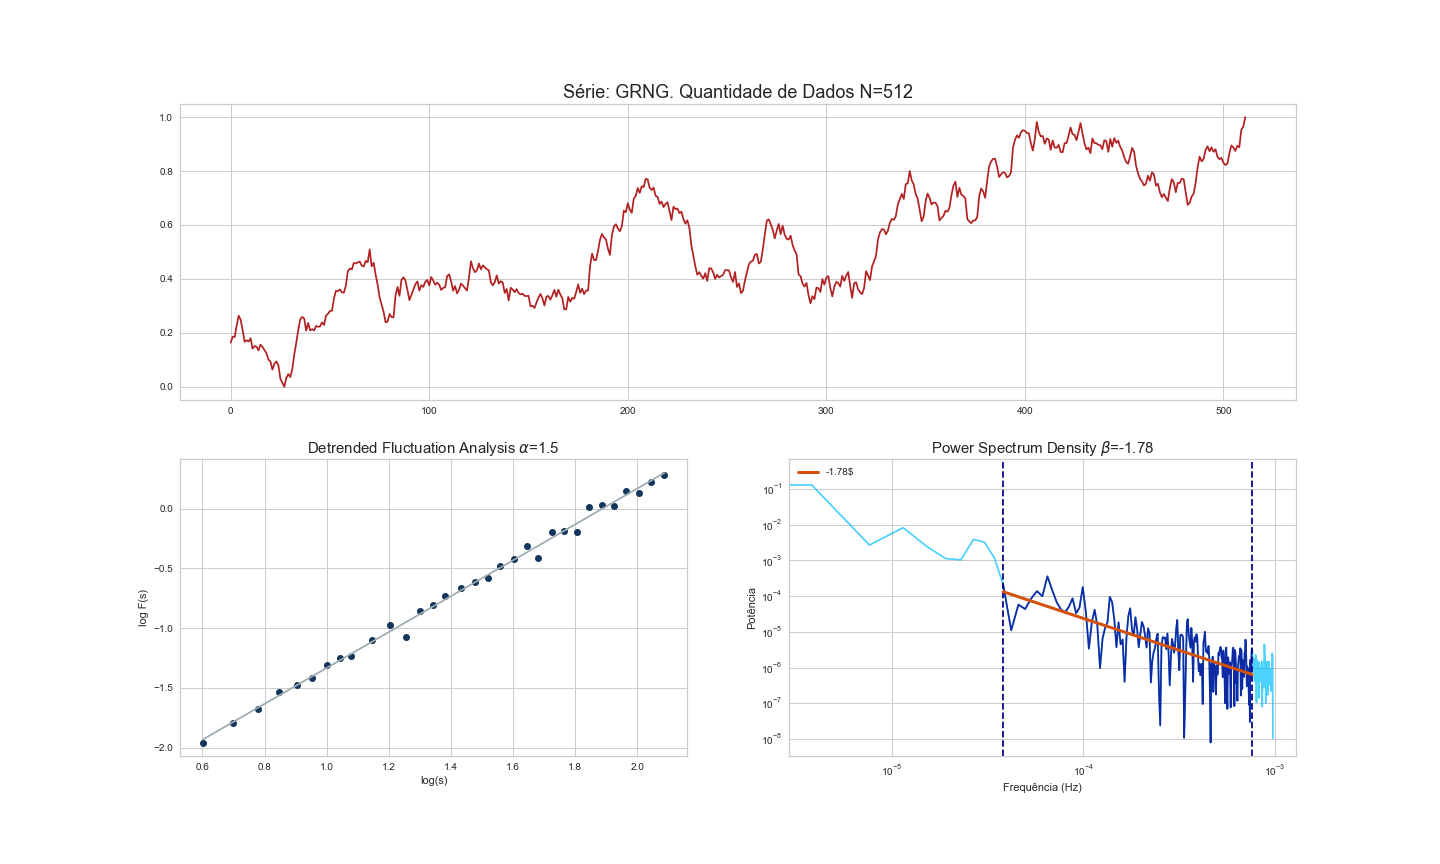 Série: GRNG. Quantidade de Dados N=512
1.0
0.8
0.6
0.4
0.2
0.0
0 100 200 300 400 500
Detrended Fluctuation Analysis α=1.5
log F(s)
0.0
−0.5
−1.0
−1.5
−2.0
0.6 0.8 1.0 1.2 1.4 1.6 1.8 2.0
log(s)
Power Spectrum Density β=-1.78
-1.78$
Potência
10⁻¹
10⁻²
10⁻³
10⁻⁴
10⁻⁵
10⁻⁶
10⁻⁷
10⁻⁸
10⁻⁵ 10⁻⁴ 10⁻³
Frequência (Hz)